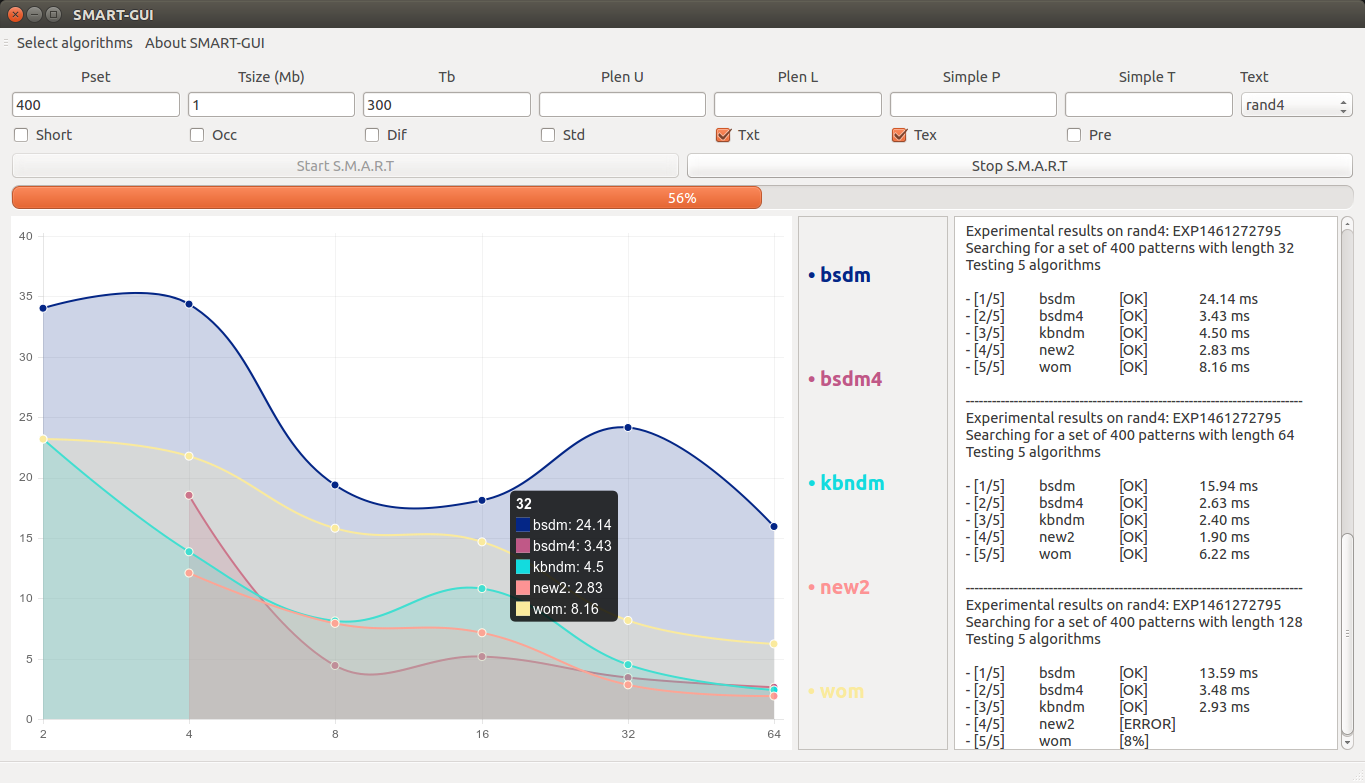 SMART-GUI
Select algorithms About SMART-GUI
Pset Tsize (Mb) Tb Plen U Plen L Simple P Simple T Text
400 1 300 rand4
Short Occ Dif Std Txt Tex Pre
Start S.M.A.R.T Stop S.M.A.R.T
56%
40
35
30
25
20
15
10
5
0
2 4 8 16 32 64
32
bsdm: 24.14
bsdm4: 3.43
kbndm: 4.5
new2: 2.83
wom: 8.16
• bsdm
• bsdm4
• kbndm
• new2
• wom
Experimental results on rand4: EXP1461272795
Searching for a set of 400 patterns with length 32
Testing 5 algorithms
- [1/5] bsdm [OK] 24.14 ms
- [2/5] bsdm4 [OK] 3.43 ms
- [3/5] kbndm [OK] 4.50 ms
- [4/5] new2 [OK] 2.83 ms
- [5/5] wom [OK] 8.16 ms
--------------------------------------------------------------------------------
Experimental results on rand4: EXP1461272795
Searching for a set of 400 patterns with length 64
Testing 5 algorithms
- [1/5] bsdm [OK] 15.94 ms
- [2/5] bsdm4 [OK] 2.63 ms
- [3/5] kbndm [OK] 2.40 ms
- [4/5] new2 [OK] 1.90 ms
- [5/5] wom [OK] 6.22 ms
--------------------------------------------------------------------------------
Experimental results on rand4: EXP1461272795
Searching for a set of 400 patterns with length 128
Testing 5 algorithms
- [1/5] bsdm [OK] 13.59 ms
- [2/5] bsdm4 [OK] 3.48 ms
- [3/5] kbndm [OK] 2.93 ms
- [4/5] new2 [ERROR]
- [5/5] wom [8%]